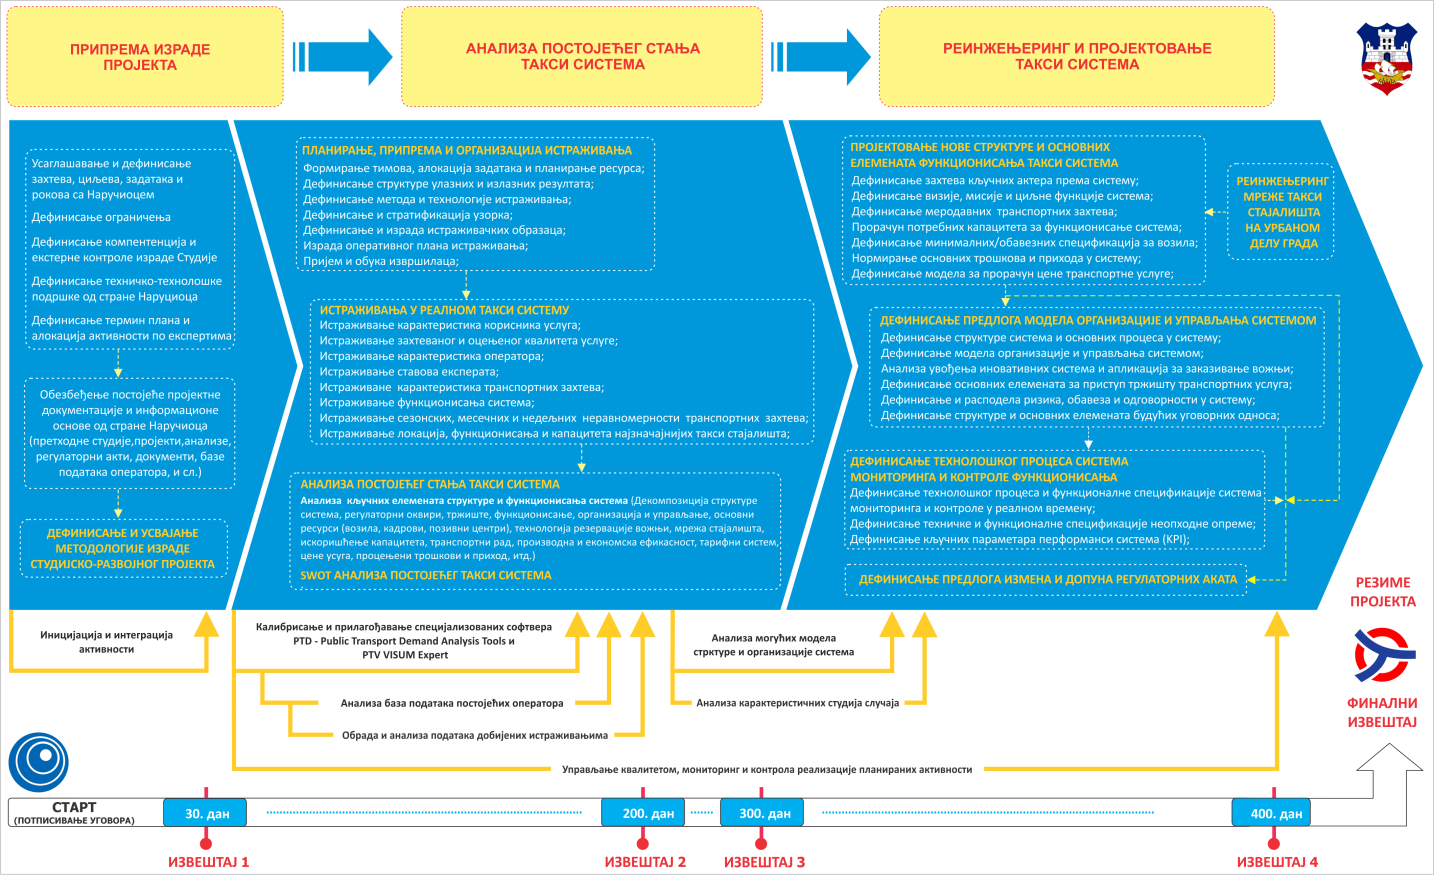 ПРИПРЕМА ИЗРАДЕ
ПРОЈЕКТА
АНАЛИЗА ПОСТОЈЕЋЕГ СТАЊА
ТАКСИ СИСТЕМА
РЕИНЖЕЊЕРИНГ И ПРОЈЕКТОВАЊЕ
ТАКСИ СИСТЕМА
Усаглашавање и дефинисање
захтева, циљева, задатака и
рокова са Наручиоцем
Дефинисање ограничења
Дефинисање компентенција и
екстерне контроле израде Студије
Дефинисање техничко-технолошке
подршке од стране Наруциоца
Дефинисање термин плана и
алокација активности по експертима
Обезбеђење постојеће пројектне
документације и информационе
основе од стране Наручиоца
(претходне студије,пројекти,анализе,
регулаторни акти, документи, базе
података оператора, и сл.)
ДЕФИНИСАЊЕ И УСВАЈАЊЕ
МЕТОДОЛОГИЈЕ ИЗРАДЕ
СТУДИЈСКО-РАЗВОЈНОГ ПРОЈЕКТА
ПЛАНИРАЊЕ, ПРИПРЕМА И ОРГАНИЗАЦИЈА ИСТРАЖИВАЊА
Формирање тимова, алокација задатака и планирање ресурса;
Дефинисање структуре улазних и излазних резултата;
Дефинисање метода и технологије истраживања;
Дефинисање и стратификација узорка;
Дефинисање и израда истраживачких образаца;
Израда оперативног плана истраживања;
Пријем и обука извршилаца;
ИСТРАЖИВАЊА У РЕАЛНОМ ТАКСИ СИСТЕМУ
Истраживање карактеристика корисника услуга;
Истраживање захтеваног и оцењеног квалитета услуге;
Истраживање карактеристика оператора;
Истраживање ставова експерата;
Истраживане карактеристика транспортних захтева;
Истраживање функционисања система;
Истраживање сезонских, месечних и недељних неравномерности транспортних захтева;
Истраживање локација, функционисања и капацитета најзначајнијих такси стајалишта;
АНАЛИЗА ПОСТОЈЕЋЕГ СТАЊА ТАКСИ СИСТЕМА
Анализа кључних елемената структуре и функционисања система (Декомпозиција структуре
система, регулаторни оквири, тржиште, функционисање, организација и управљање, основни
ресурси (возила, кадрови, позивни центри), технологија резервације вожњи, мрежа стајалишта,
искоришћење капацитета, транспортни рад, производна и економска ефикасност, тарифни систем,
цене усуга, процењени трошкови и приход, итд.)
SWOT АНАЛИЗА ПОСТОЈЕЋЕГ ТАКСИ СИСТЕМА
ПРОЈЕКТОВАЊЕ НОВЕ СТРУКТУРЕ И ОСНОВНИХ
ЕЛЕМЕНАТА ФУНКЦИОНИСАЊА ТАКСИ СИСТЕМА
Дефинисање захтева кључних актера према систему;
Дефинисање визије, мисије и циљне функције система;
Дефинисање меродавних транспортних захтева;
Прорачун потребних капацитета за функционисање система;
Дефинисање минималних/обавезних спецификација за возила;
Нормирање основних трошкова и прихода у систему;
Дефинисање модела за прорачун цене транспортне услуге;
РЕИНЖЕЊЕРИНГ
МРЕЖЕ ТАКСИ
СТАЈАЛИШТА
НА УРБАНОМ
ДЕЛУ ГРАДА
ДЕФИНИСАЊЕ ПРЕДЛОГА МОДЕЛА ОРГАНИЗАЦИЈЕ И УПРАВЉАЊА СИСТЕМОМ
Дефинисање структуре система и основних процеса у систему;
Дефинисање модела организације и управљања системом;
Анализа увођења иновативних система и апликација за заказивање вожњи;
Дефинисање основних елемената за приступ тржишту транспортних услуга;
Дефинисање и расподела ризика, обавеза и одговорности у систему;
Дефинисање структуре и основних елемената будућих уговорних односа;
ДЕФИНИСАЊЕ ТЕХНОЛОШКОГ ПРОЦЕСА СИСТЕМА
МОНИТОРИНГА И КОНТРОЛЕ ФУНКЦИОНИСАЊА
Дефинисање технолошког процеса и функционалне спецификације система
мониторинга и контроле у реалном времену;
Дефинисање техничке и функционалне спецификације неопходне опреме;
Дефинисање кључних параметара перформанси система (KPI);
ДЕФИНИСАЊЕ ПРЕДЛОГА ИЗМЕНА И ДОПУНА РЕГУЛАТОРНИХ АКАТА
Иницијација и интеграција
активности
Калибрисање и прилагођавање специјализованих софтвера
PTD - Public Transport Demand Analysis Tools и
PTV VISUM Expert
Анализа база података постојећих оператора
Обрада и анализа података добијених истраживањима
Анализа могућих модела
стрктуре и организације система
Анализа карактеристичних студија случаја
Управљање квалитетом, мониторинг и контрола реализације планираних активности
РЕЗИМЕ
ПРОЈЕКТА
ФИНАЛНИ
ИЗВЕШТАЈ
СТАРТ
(ПОТПИСИВАЊЕ УГОВОРА)
30. дан
200. дан
300. дан
400. дан
ИЗВЕШТАЈ 1
ИЗВЕШТАЈ 2
ИЗВЕШТАЈ 3
ИЗВЕШТАЈ 4